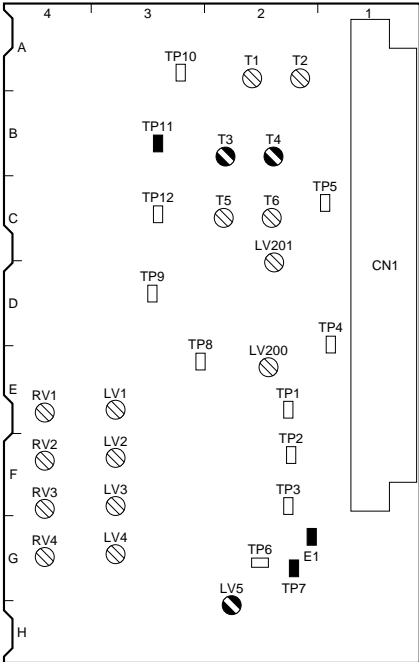 4 3 2 1
A
TP10 T1 T2
B
TP11 T3 T4
TP12 T5 T6 TP5
C
LV201
CN1
D
TP9
TP4
TP8 LV200
E
RV1 LV1 TP1
RV2 LV2 TP2
F
RV3 LV3 TP3
RV4 LV4
G
TP6 E1
TP7
LV5
H